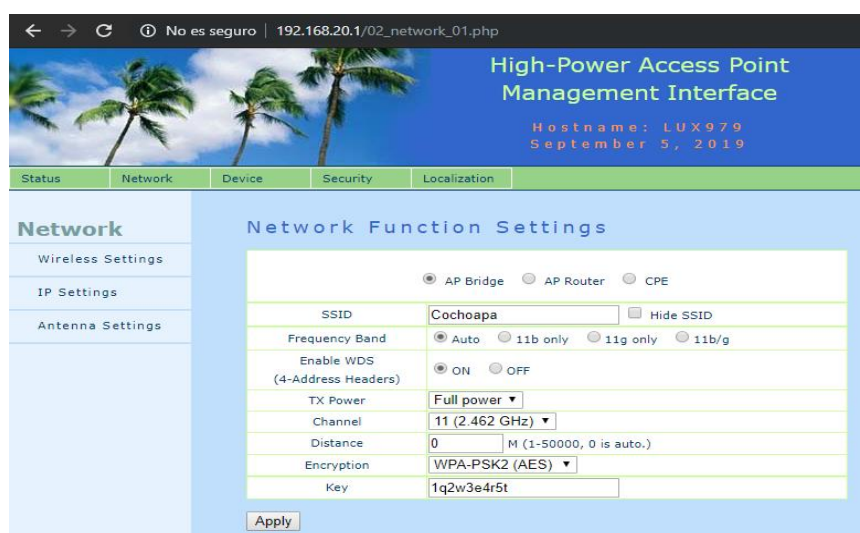 No es seguro | 192.168.20.1/02_network_01.php
High-Power Access Point
Management Interface
Hostname: LUX979
September 5, 2019
Status Network Device Security Localization
Network
Wireless Settings
IP Settings
Antenna Settings
Network Function Settings
AP Bridge AP Router CPE
SSID Cochoapa Hide SSID
Frequency Band Auto 11b only 11g only 11b/g
Enable WDS
(4-Address Headers) ON OFF
TX Power Full power
Channel 11 (2.462 GHz)
Distance 0 M (1-50000, 0 is auto.)
Encryption WPA-PSK2 (AES)
Key 1q2w3e4r5t
Apply